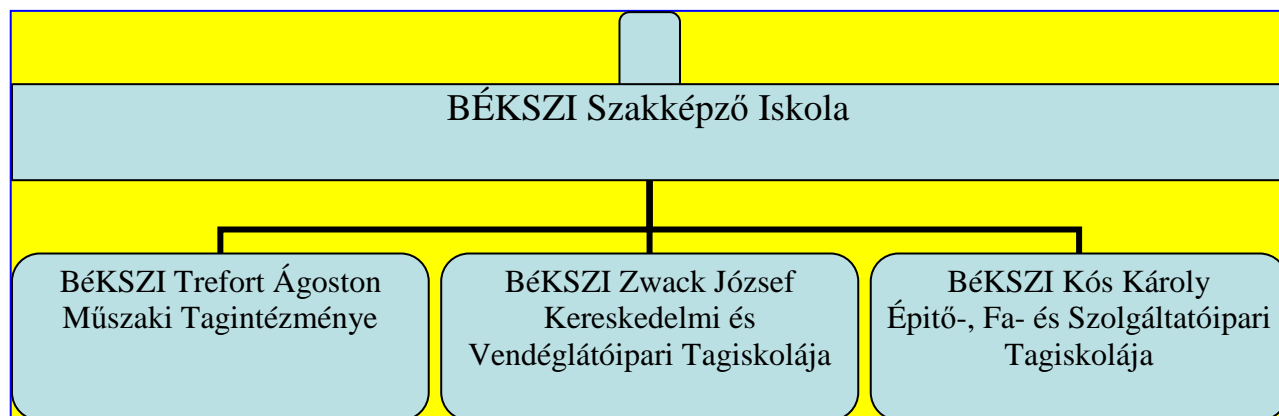 BÉKSZI Szakképző Iskola
BéKSZI Trefort Ágoston
Műszaki Tagintézménye
BéKSZI Zwack József
Kereskedelmi és
Vendéglátóipari Tagiskolája
BéKSZI Kós Károly
Épitő-, Fa- és Szolgáltatóipari
Tagiskolája